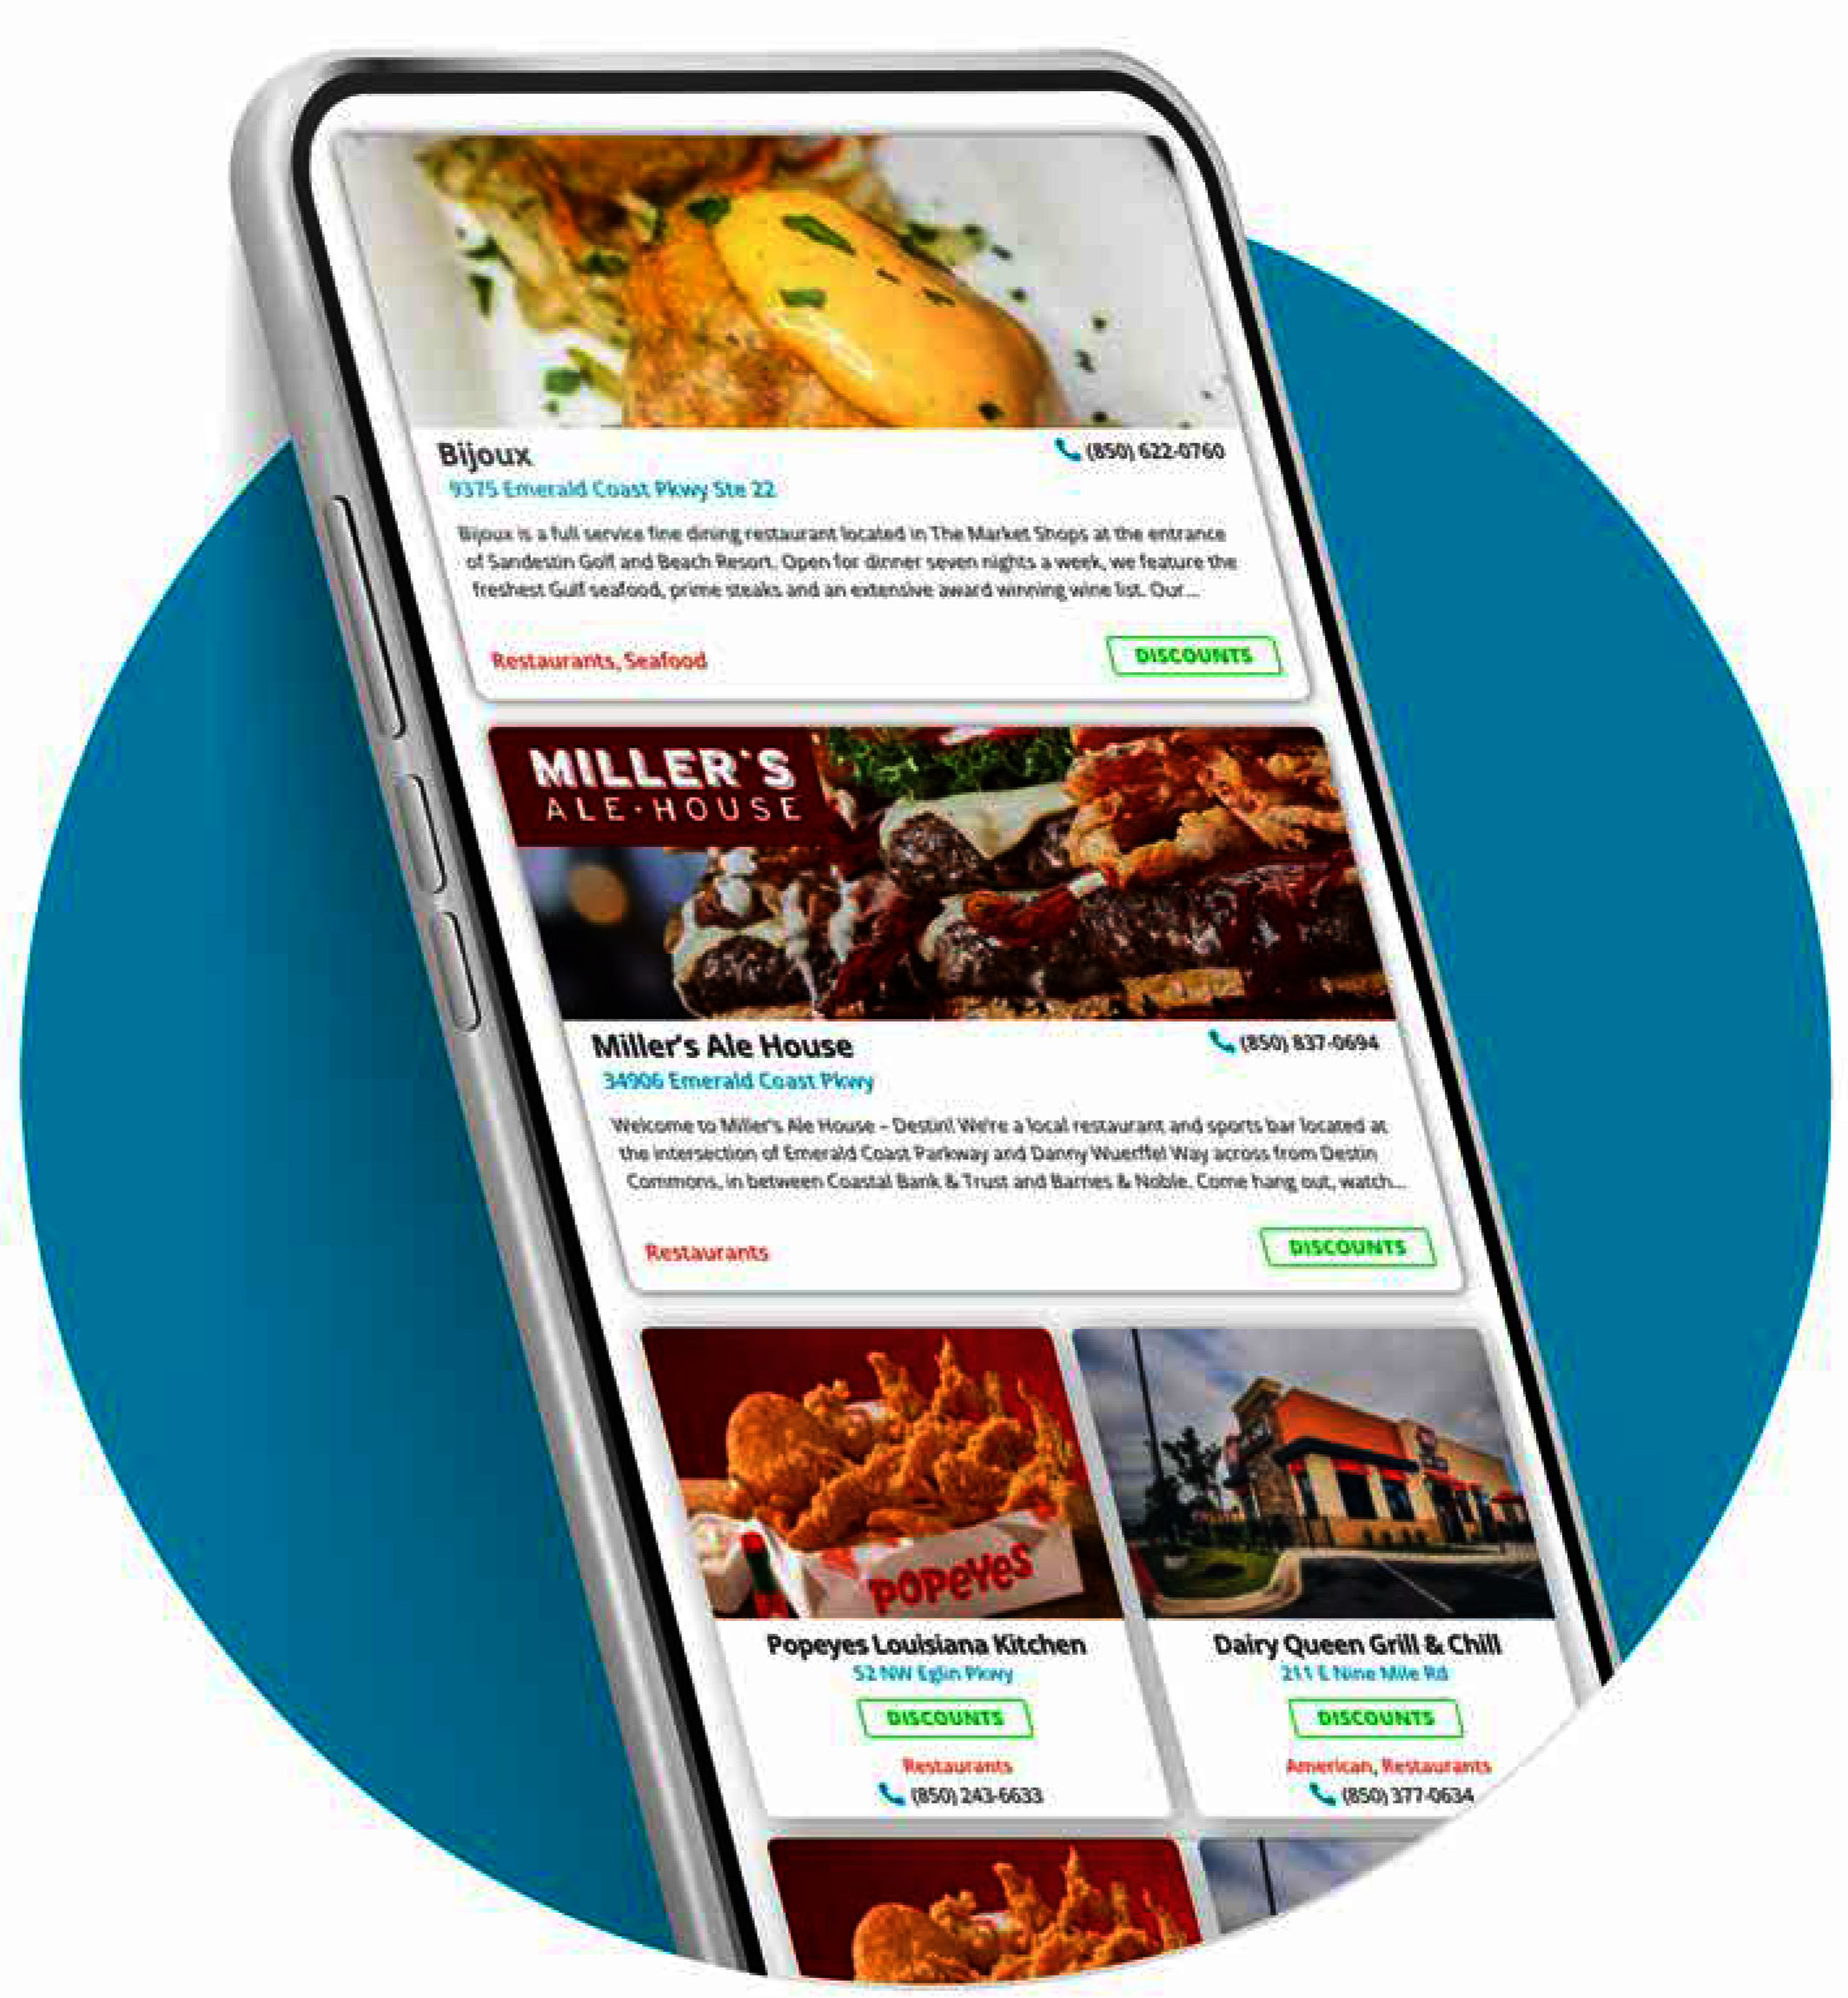 Bijoux
(850) 622-0760
9375 Emerald Coast Pkwy Ste 22
Bijoux is a full service fine dining restaurant located in The Market Shops at the entrance
of Sandestin Golf and Beach Resort. Open for dinner seven nights a week, we feature the
freshest Gulf seafood, prime steaks and an extensive award winning wine list. Our...
Restaurants, Seafood
DISCOUNTS
MILLER'S
ALE·HOUSE
Miller's Ale House
(850) 837-0694
34906 Emerald Coast Pkwy
Welcome to Miller's Ale House – Destin! We're a local restaurant and sports bar located at
the intersection of Emerald Coast Parkway and Danny Wuerffel Way across from Destin
Commons, in between Coastal Bank & Trust and Barnes & Noble. Come hang out, watch...
Restaurants
DISCOUNTS
POPEYES
Popeyes Louisiana Kitchen
52 NW Eglin Pkwy
DISCOUNTS
Restaurants
(850) 243-6633
Dairy Queen Grill & Chill
211 E Nine Mile Rd
DISCOUNTS
American, Restaurants
(850) 377-0634